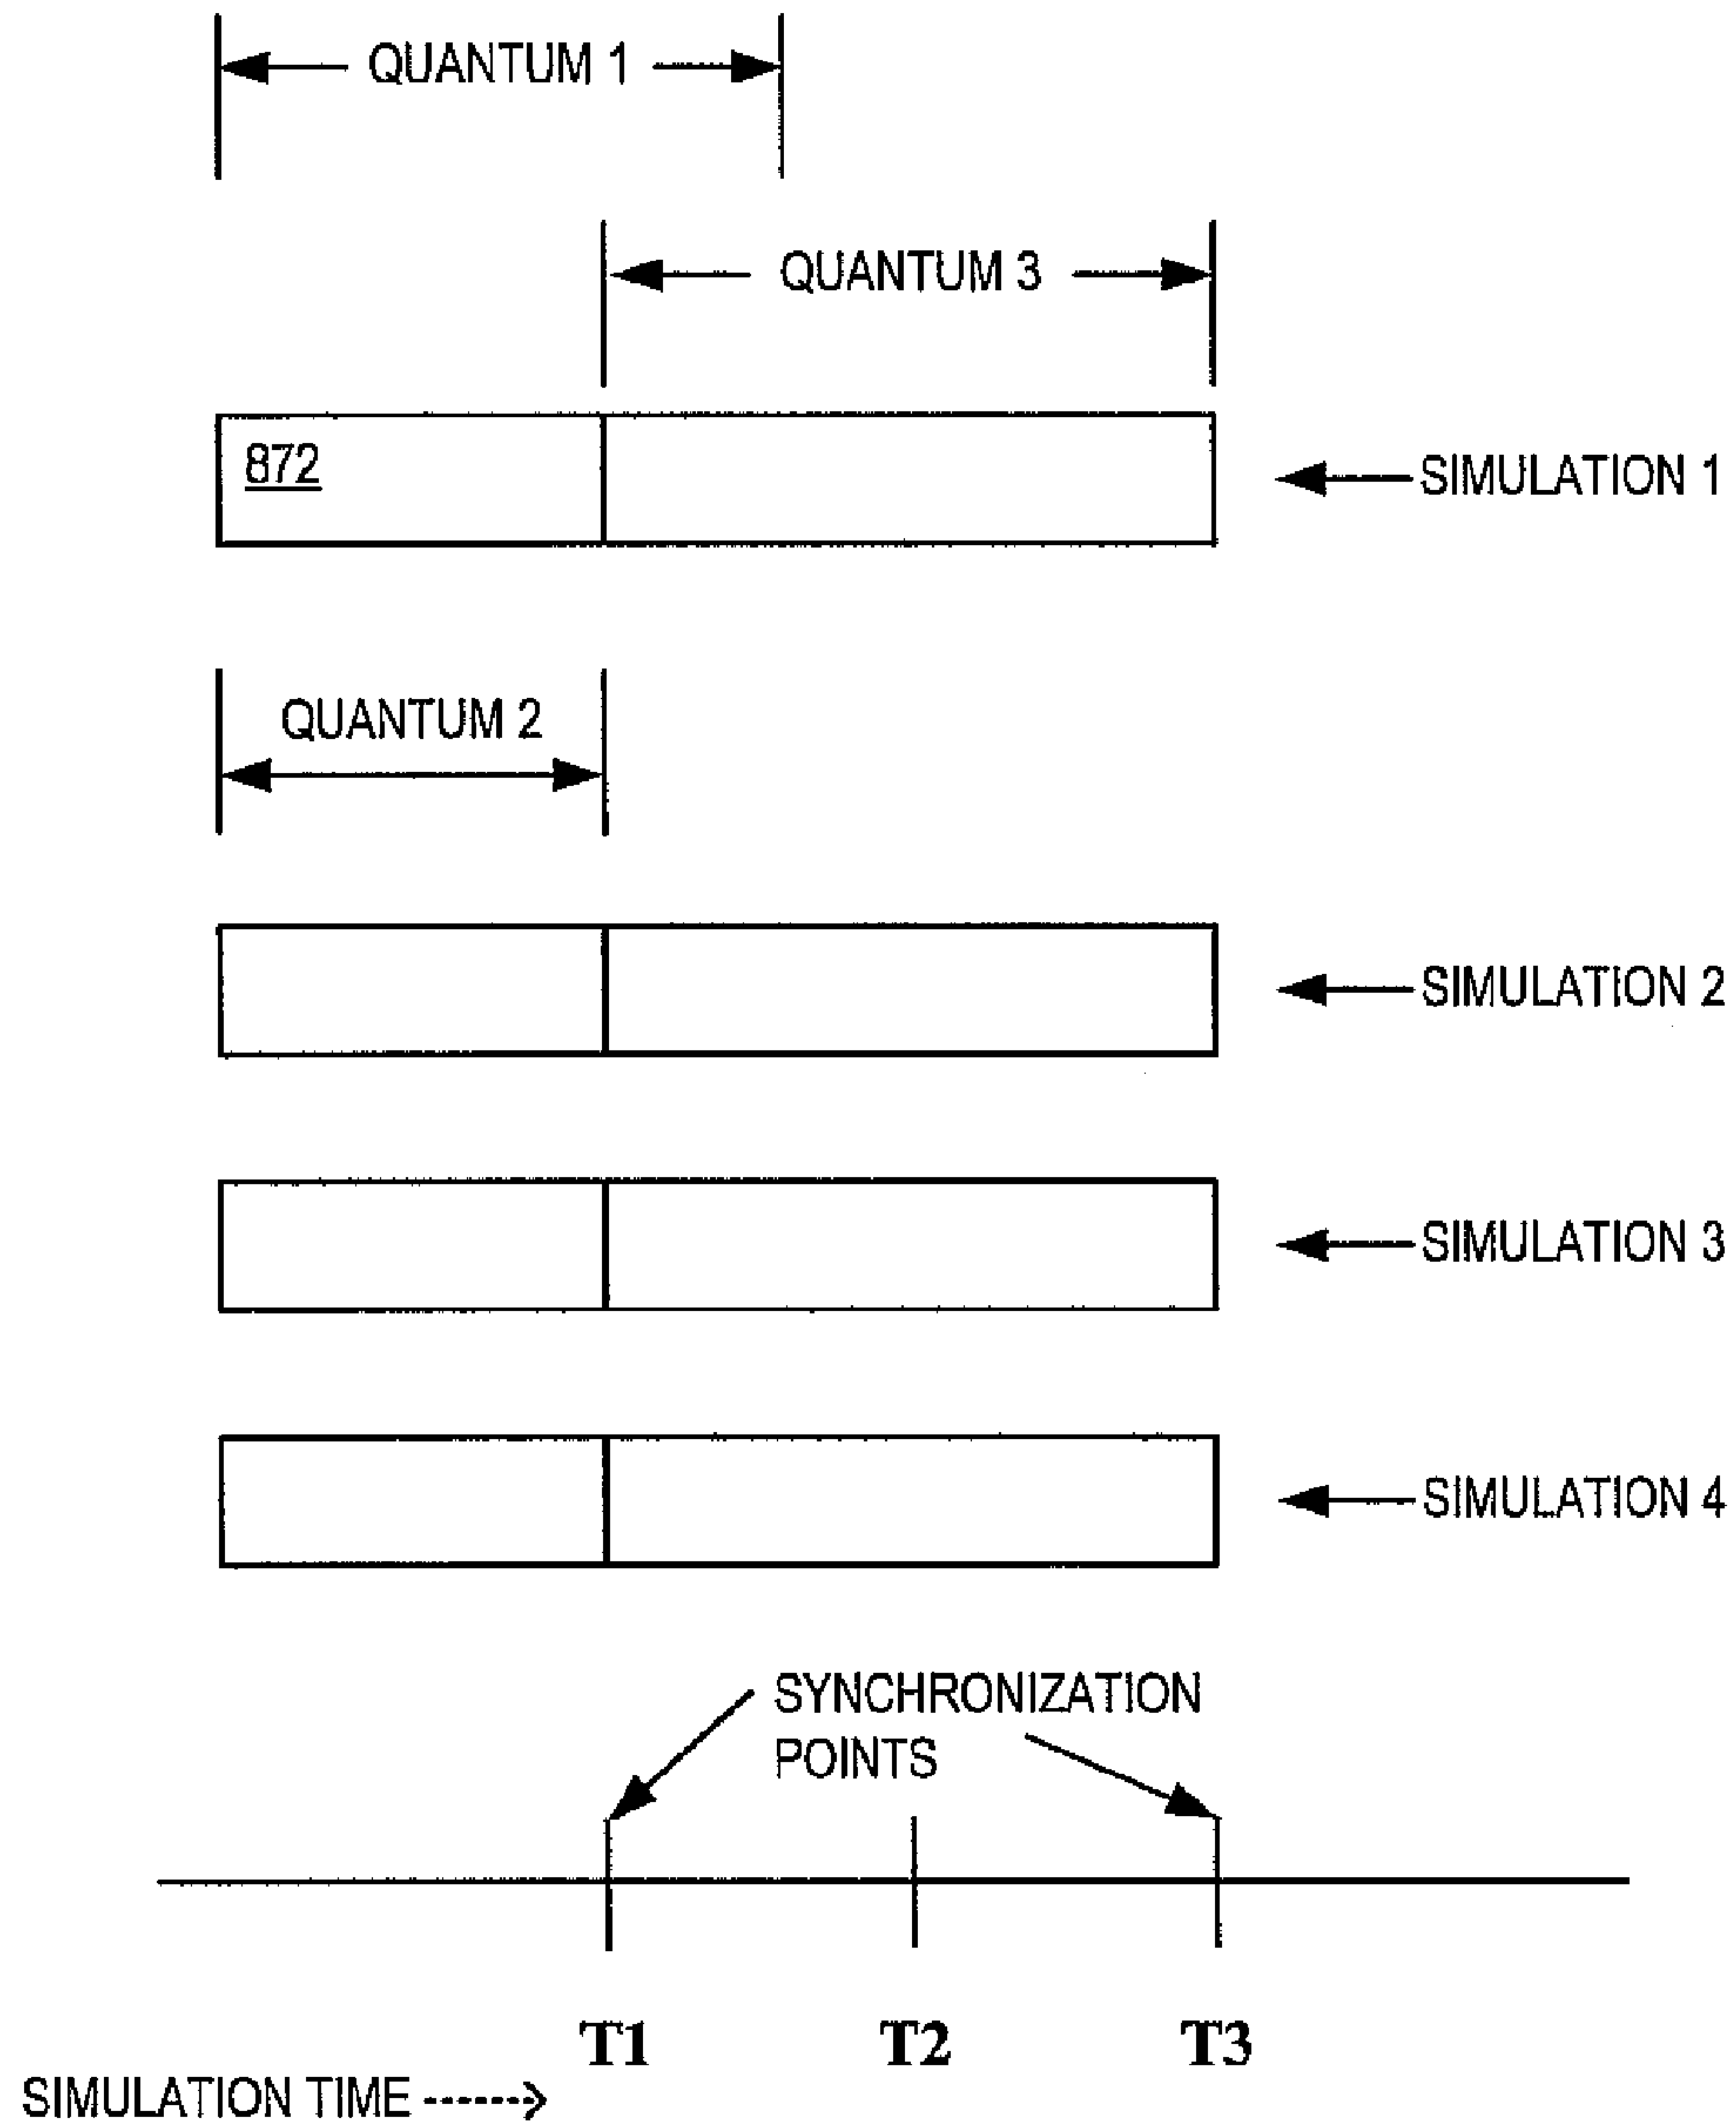 QUANTUM 1
QUANTUM 3
872
SIMULATION 1
QUANTUM 2
SIMULATION 2
SIMULATION 3
SIMULATION 4
SYNCHRONIZATION
POINTS
T1 T2 T3
SIMULATION TIME